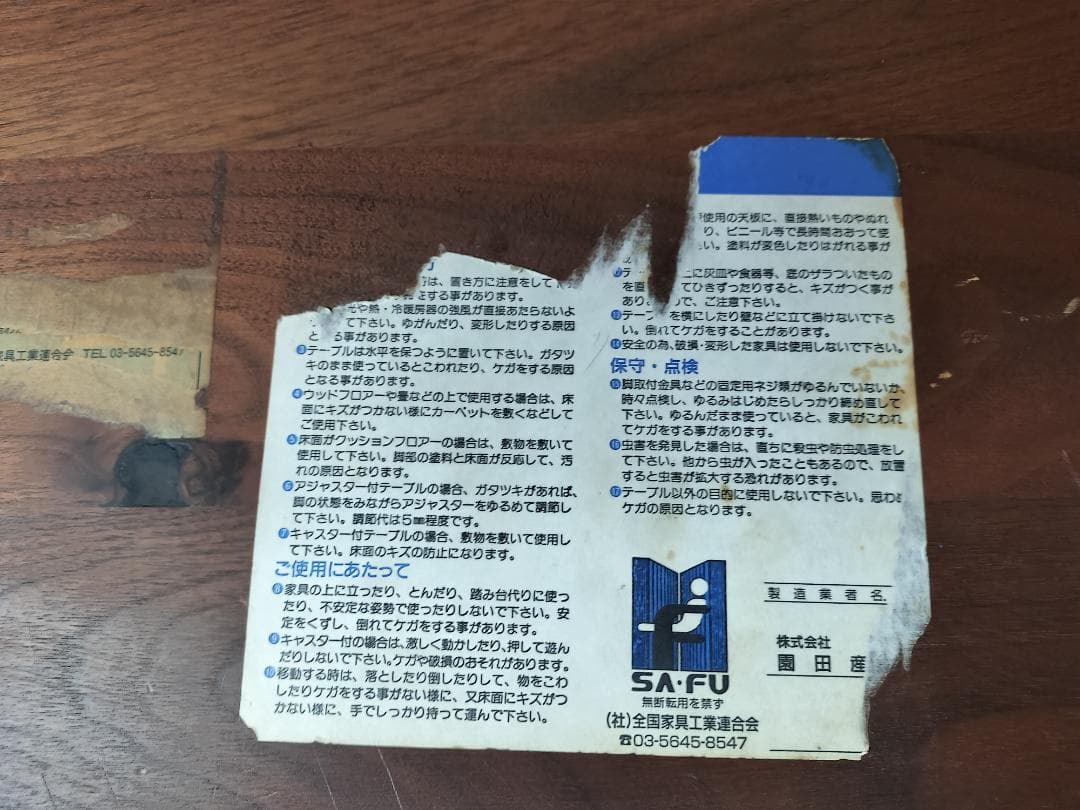 具工業連合会 TEL 03-5645-854
は、置き方に注意をして
をする事があります。
や熱・冷暖房器の強風が直接あたらないよ
て下さい。ゆがんだり、変形したりする原因
と る事があります。
③テーブルは水平を保つように置いて下さい。ガタツ
キのまま使っているとこわれたり、ケガをする原因
となる事があります。
④ウッドフロアーや畳などの上で使用する場合は、床
面にキズがつかない様にカーペットを敷くなどして
ご使用下さい。
⑤床面がクッションフロアーの場合は、敷物を敷いて
使用して下さい。脚部の塗料と床面が反応して、汚
れの原因となります。
⑥アジャスター付テーブルの場合、ガタツキがあれば、
脚の状態をみながらアジャスターをゆるめて調節し
て下さい。調節代は5㎜程度です。
⑦キャスター付テーブルの場合、敷物を敷いて使用し
て下さい。床面のキズの防止になります。
ご使用にあたって
⑧家具の上に立ったり、とんだり、踏み台代りに使っ
たり、不安定な姿勢で使ったりしないで下さい。安
定をくずし、倒れてケガをする事があります。
⑨キャスター付の場合は、激しく動かしたり、押して遊ん
だりしないで下さい。ケガや破損のおそれがあります。
⑩移動する時は、落としたり倒したりして、物をこわ
したりケガをする事がない様に、又床面にキズがつ
かない様に、手でしっかり持って運んで下さい。
使用の天板に、直接熱いものやぬれ
り、ビニール等で長時間おおって使
い。塗料が変色したりはがれる事が
テ に灰皿や食器等、底のザラついたもの
を直 てひきずったりすると、キズがつく事が
あり で、ご注意下さい。
⑬テーブ を横にしたり壁などに立て掛けないで下さ
い。倒れてケガをすることがあります。
⑭安全の為、破損・変形した家具は使用しないで下さい。
保守・点検
⑮脚取付金具などの固定用ネジ類がゆるんでいないか、
時々点検し、ゆるみはじめたらしっかり締め直して
下さい。ゆるんだまま使っていると、家具がこわれ
てケガをする事があります。
⑯虫害を発見した場合は、直ちに殺虫や防虫処理をし
て下さい。他から虫が入ったこともあるので、放置
すると虫害が拡大する恐れがあります。
⑰テーブル以外の目的に使用しないで下さい。思わ
ケガの原因となります。
SA・FU
無断転用を禁ず
(社)全国家具工業連合会
☎03-5645-8547
製造業者名
株式会社
園田産